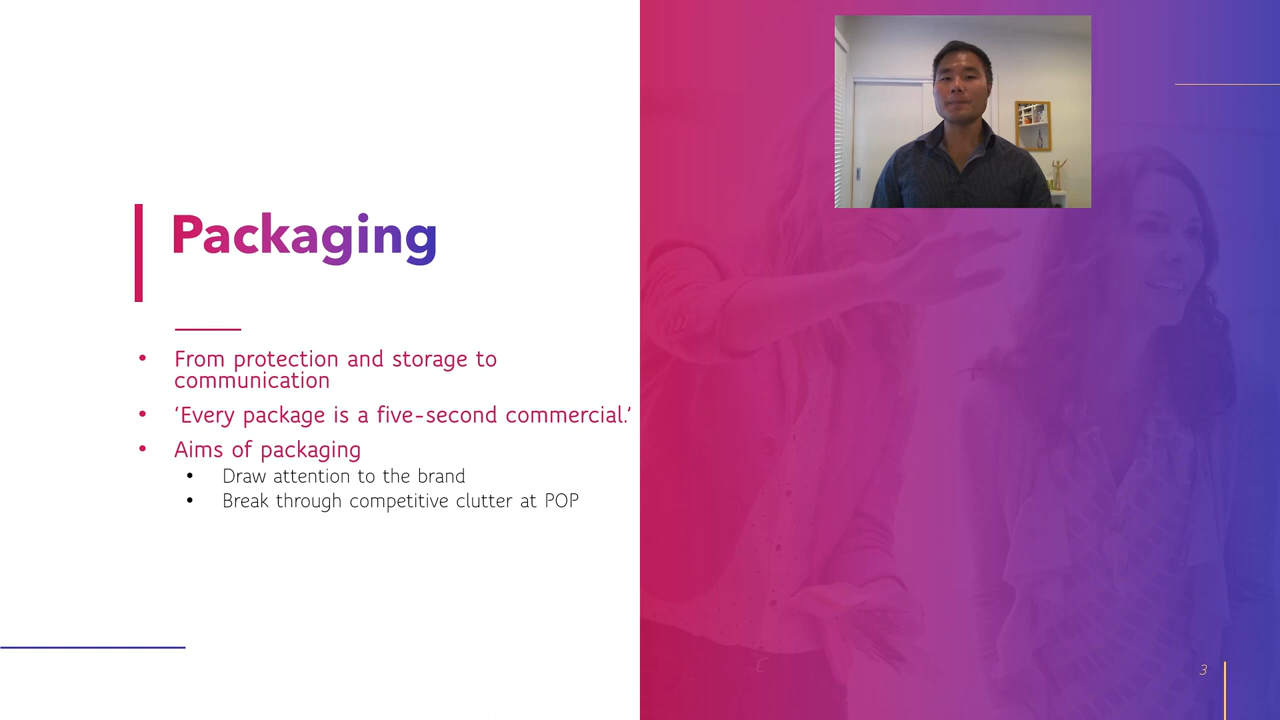 Packaging
• From protection and storage to
communication
• ‘Every package is a five-second commercial.’
• Aims of packaging
• Draw attention to the brand
• Break through competitive clutter at POP
3